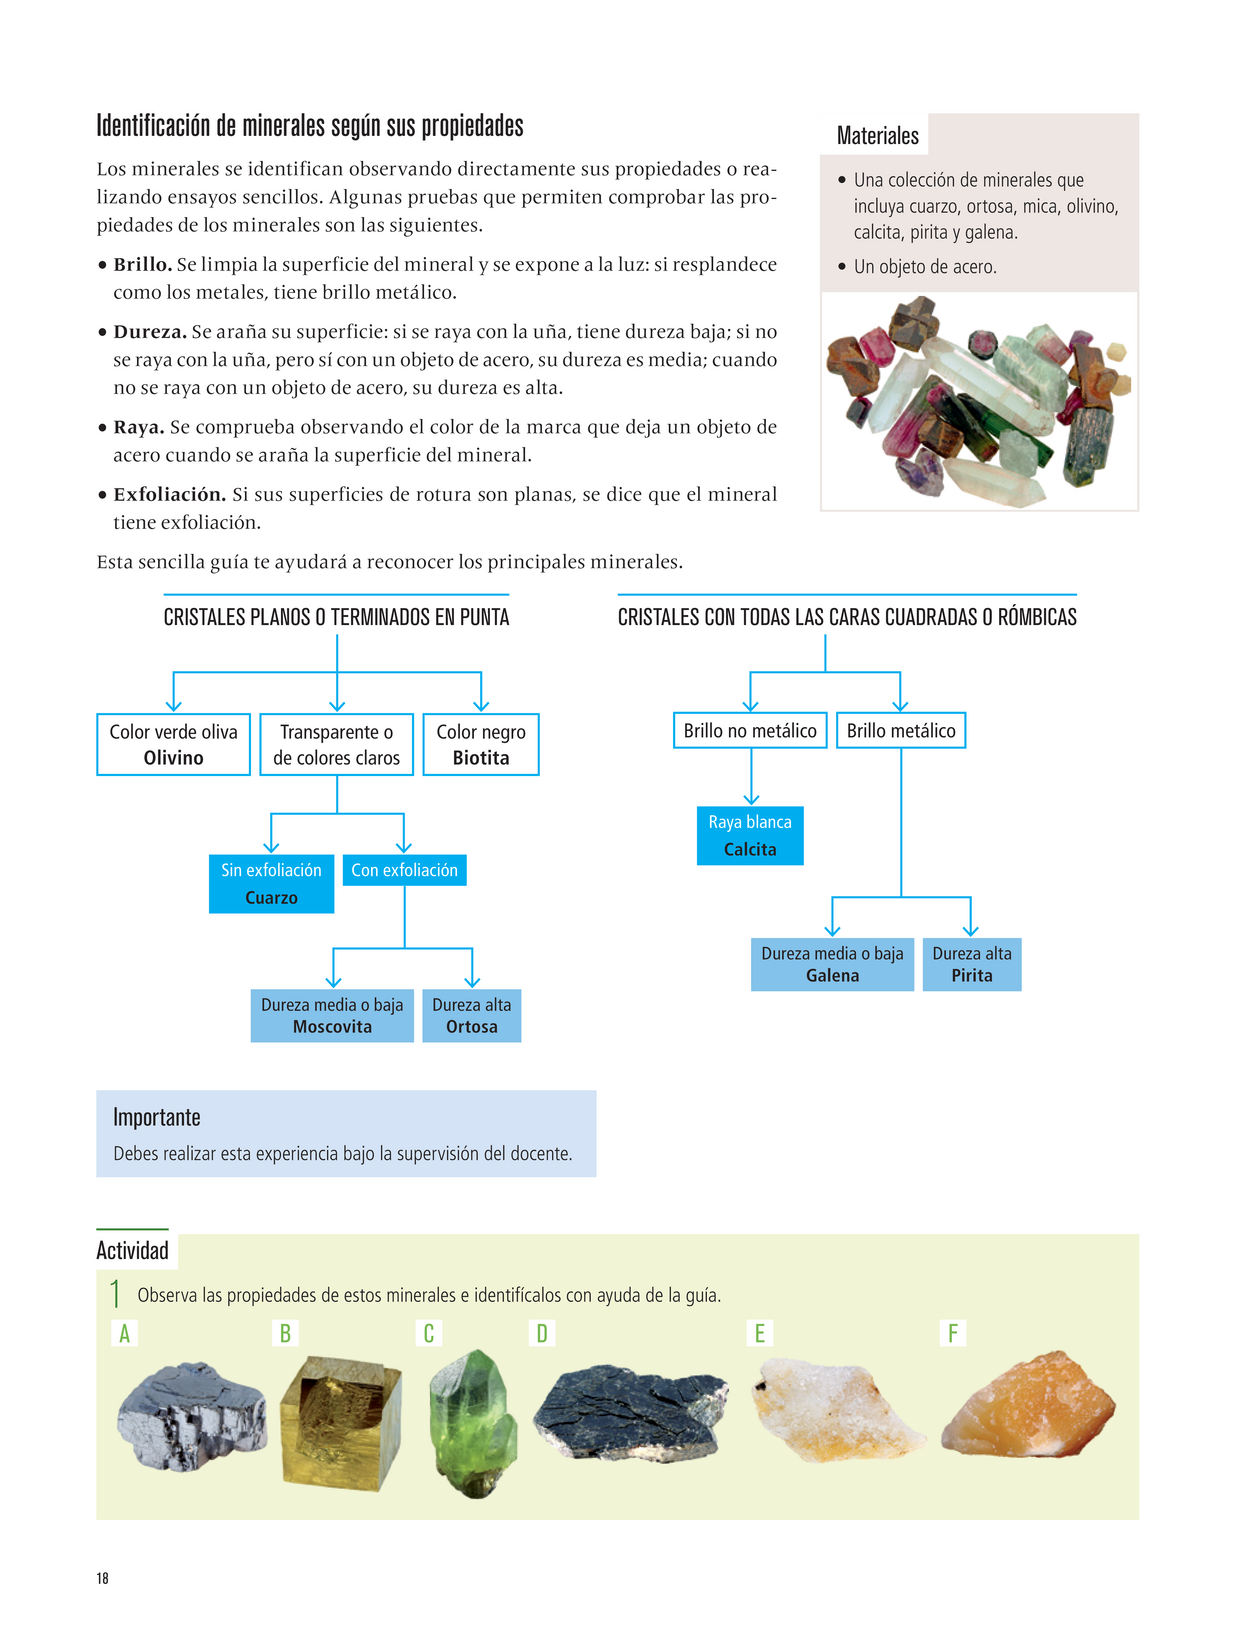 Identificación de minerales según sus propiedades
Los minerales se identifican observando directamente sus propiedades o rea-
lizando ensayos sencillos. Algunas pruebas que permiten comprobar las pro-
piedades de los minerales son las siguientes.
• Brillo. Se limpia la superficie del mineral y se expone a la luz: si resplandece
como los metales, tiene brillo metálico.
• Dureza. Se araña su superficie: si se raya con la uña, tiene dureza baja; si no
se raya con la uña, pero sí con un objeto de acero, su dureza es media; cuando
no se raya con un objeto de acero, su dureza es alta.
• Raya. Se comprueba observando el color de la marca que deja un objeto de
acero cuando se araña la superficie del mineral.
• Exfoliación. Si sus superficies de rotura son planas, se dice que el mineral
tiene exfoliación.
Esta sencilla guía te ayudará a reconocer los principales minerales.
Materiales
• Una colección de minerales que
incluya cuarzo, ortosa, mica, olivino,
calcita, pirita y galena.
• Un objeto de acero.
CRISTALES PLANOS O TERMINADOS EN PUNTA
Color verde oliva
Olivino
Transparente o
de colores claros
Color negro
Biotita
Sin exfoliación
Cuarzo
Con exfoliación
Dureza media o baja
Moscovita
Dureza alta
Ortosa
CRISTALES CON TODAS LAS CARAS CUADRADAS O RÓMBICAS
Brillo no metálico
Brillo metálico
Raya blanca
Calcita
Dureza media o baja
Galena
Dureza alta
Pirita
Importante
Debes realizar esta experiencia bajo la supervisión del docente.
Actividad
1 Observa las propiedades de estos minerales e identifícalos con ayuda de la guía.
A
B
C
D
E
F
18